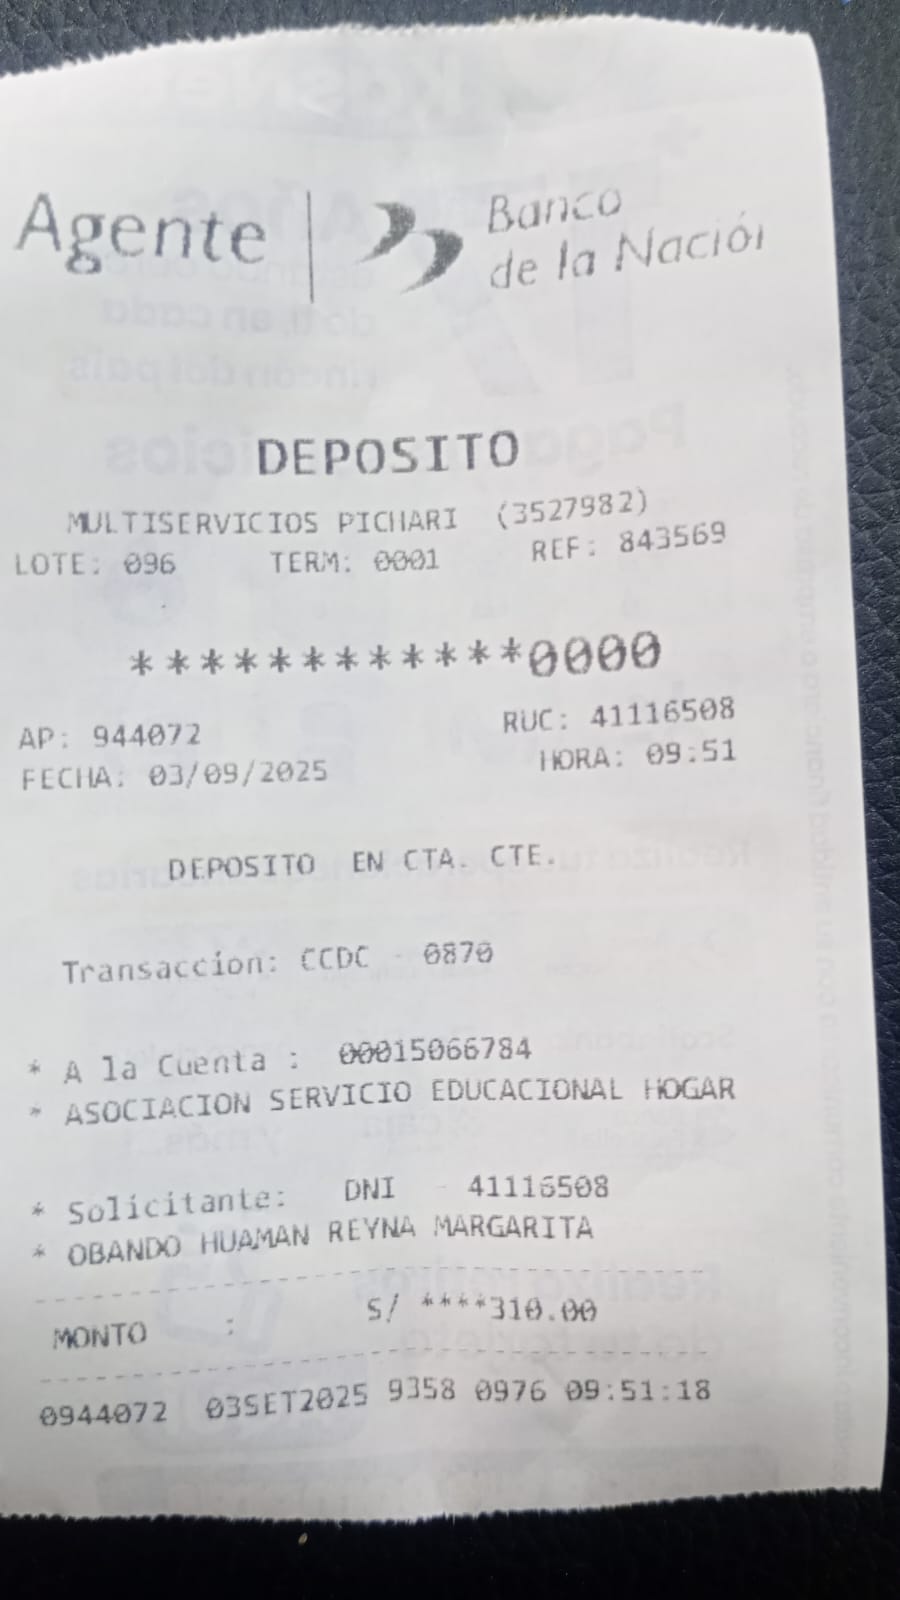 Agente | Banco
de la Nación
DEPOSITO
MULTISERVICIOS PICHARI (3527982)
LOTE: 096 TERM: 0001 REF: 843569
************0000
AP: 944072 RUC: 41116508
FECHA: 03/09/2025 HORA: 09:51
DEPOSITO EN CTA. CTE.
Transaccion: CCDC - 0870
* A la Cuenta : 00015066784
* ASOCIACION SERVICIO EDUCACIONAL HOGAR
* Solicitante: DNI - 41116508
* OBANDO HUAMAN REYNA MARGARITA
MONTO : S/ ****310.00
0944072 03SET2025 9358 0976 09:51:18